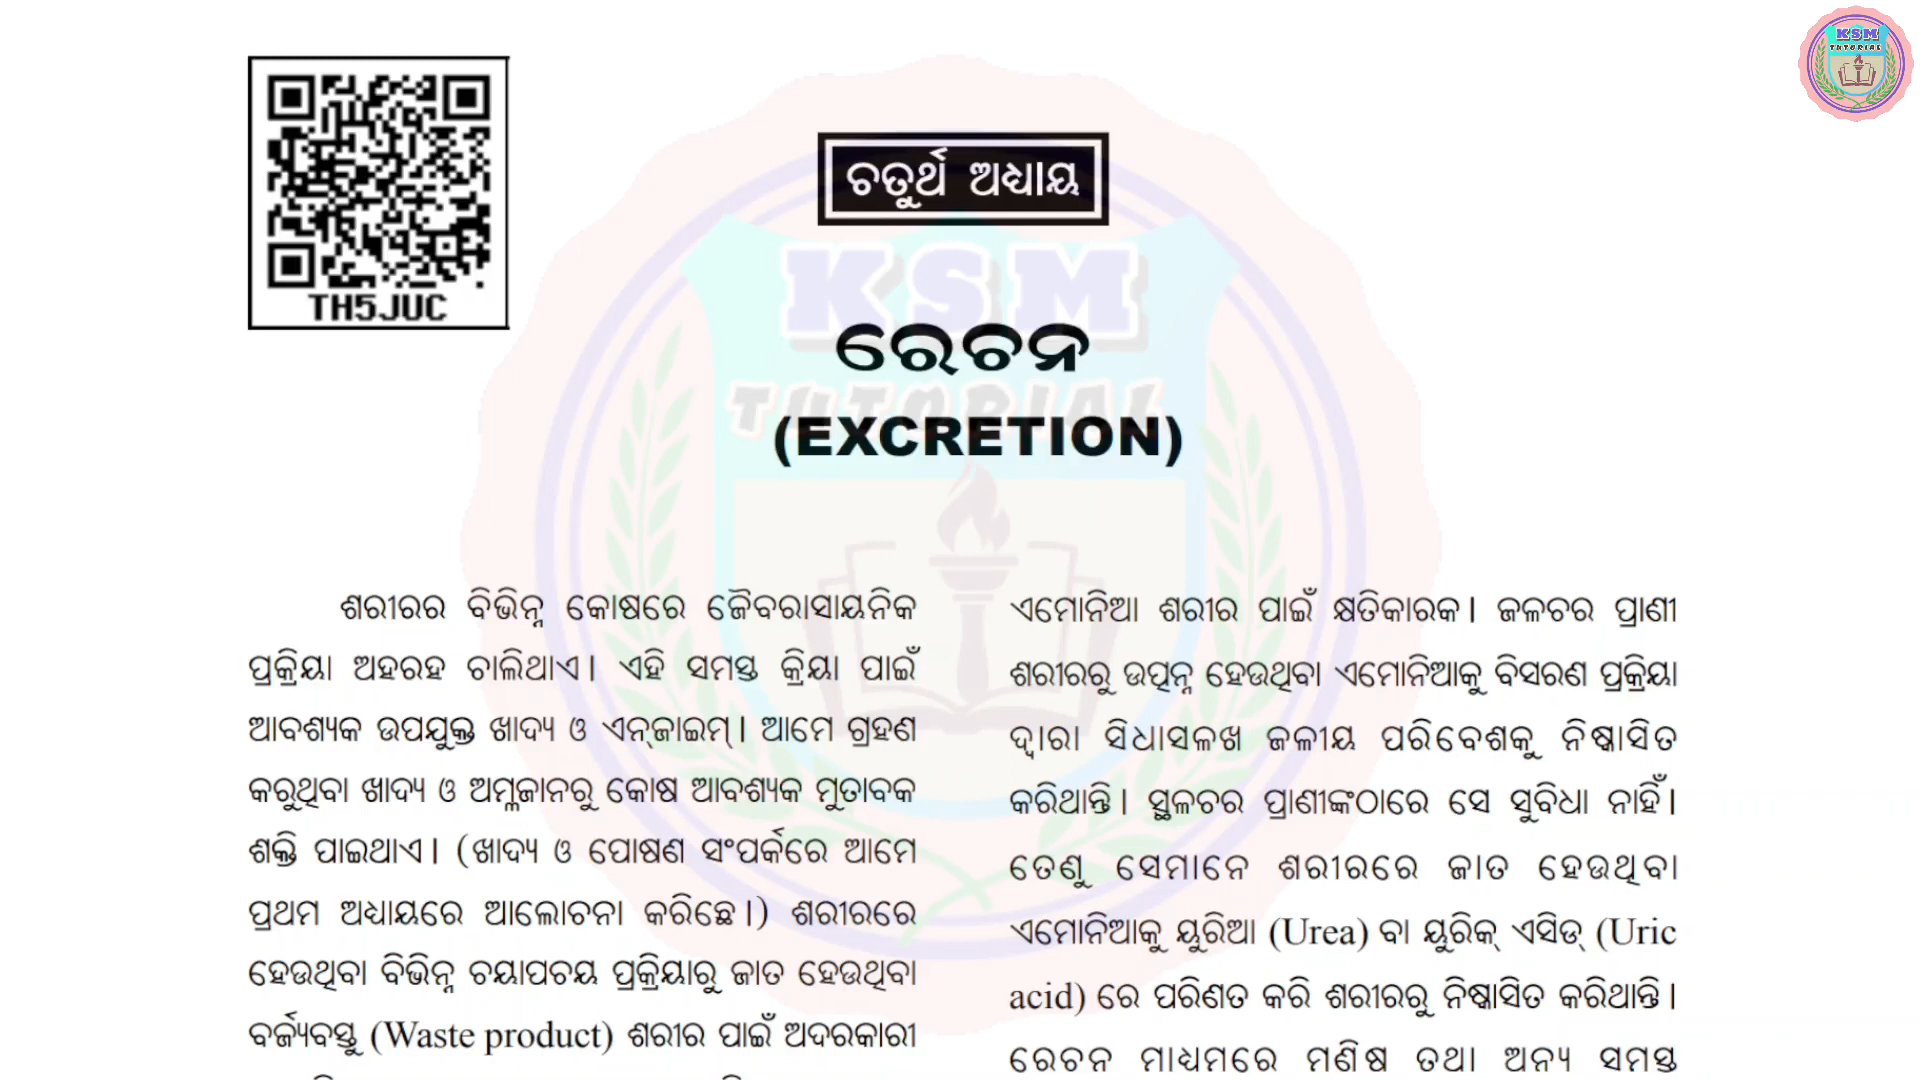 KSM
TUTORIAL
TH5JUC
ଚତୁର୍ଥ ଅଧ୍ୟାୟ
KSM
TUTORIAL
ରେଚନ
(EXCRETION)
ଶରୀରର ବିଭିନ୍ନ କୋଷରେ ଜୈବରାସାୟନିକ
ପ୍ରକ୍ରିୟା ଅହରହ ଚାଲିଥାଏ। ଏହି ସମସ୍ତ କ୍ରିୟା ପାଇଁ
ଆବଶ୍ୟକ ଉପଯୁକ୍ତ ଖାଦ୍ୟ ଓ ଏନ୍‌ଜାଇମ୍। ଆମେ ଗ୍ରହଣ
କରୁଥିବା ଖାଦ୍ୟ ଓ ଅମ୍ଳଜାନରୁ କୋଷ ଆବଶ୍ୟକ ମୁତାବକ
ଶକ୍ତି ପାଇଥାଏ। (ଖାଦ୍ୟ ଓ ପୋଷଣ ସଂପର୍କରେ ଆମେ
ପ୍ରଥମ ଅଧ୍ୟାୟରେ ଆଲୋଚନା କରିଛେ।) ଶରୀରରେ
ହେଉଥିବା ବିଭିନ୍ନ ଚୟାପଚୟ ପ୍ରକ୍ରିୟାରୁ ଜାତ ହେଉଥିବା
ବର୍ଜ୍ୟବସ୍ତୁ (Waste product) ଶରୀର ପାଇଁ ଅଦରକାରୀ
ଏମୋନିଆ ଶରୀର ପାଇଁ କ୍ଷତିକାରକ। ଜଳଚର ପ୍ରାଣୀ
ଶରୀରରୁ ଉତ୍ପନ୍ନ ହେଉଥିବା ଏମୋନିଆକୁ ବିସରଣ ପ୍ରକ୍ରିୟା
ଦ୍ୱାରା ସିଧାସଳଖ ଜଳୀୟ ପରିବେଶକୁ ନିଷ୍କାସିତ
କରିଥାନ୍ତି। ସ୍ଥଳଚର ପ୍ରାଣୀଙ୍କଠାରେ ସେ ସୁବିଧା ନାହିଁ।
ତେଣୁ ସେମାନେ ଶରୀରରେ ଜାତ ହେଉଥିବା
ଏମୋନିଆକୁ ୟୁରିଆ (Urea) ବା ୟୁରିକ୍ ଏସିଡ୍ (Uric
acid) ରେ ପରିଣତ କରି ଶରୀରରୁ ନିଷ୍କାସିତ କରିଥାନ୍ତି।
ରେଚନ ମାଧ୍ୟମରେ ମଣିଷ ତଥା ଅନ୍ୟ ସମସ୍ତ